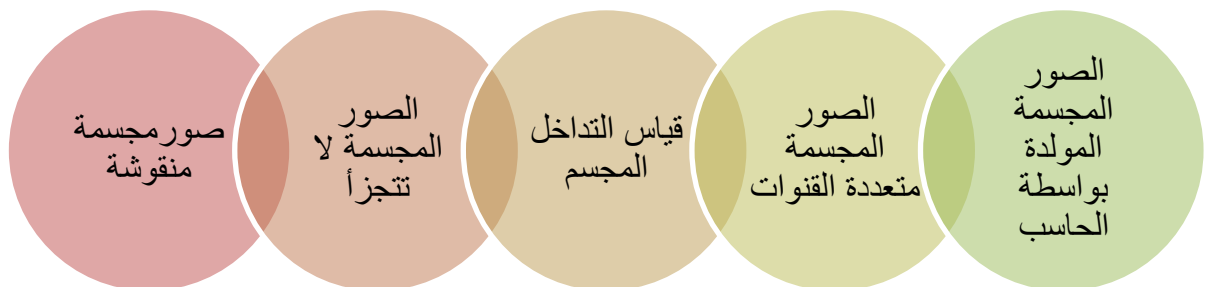 الصور
المجسمة
المولدة
بواسطة
الحاسب
الصور
المجسمة
متعددة القنوات
قياس التداخل
المجسم
الصور
المجسمة لا
تتجزأ
صورمجسمة
منقوشة